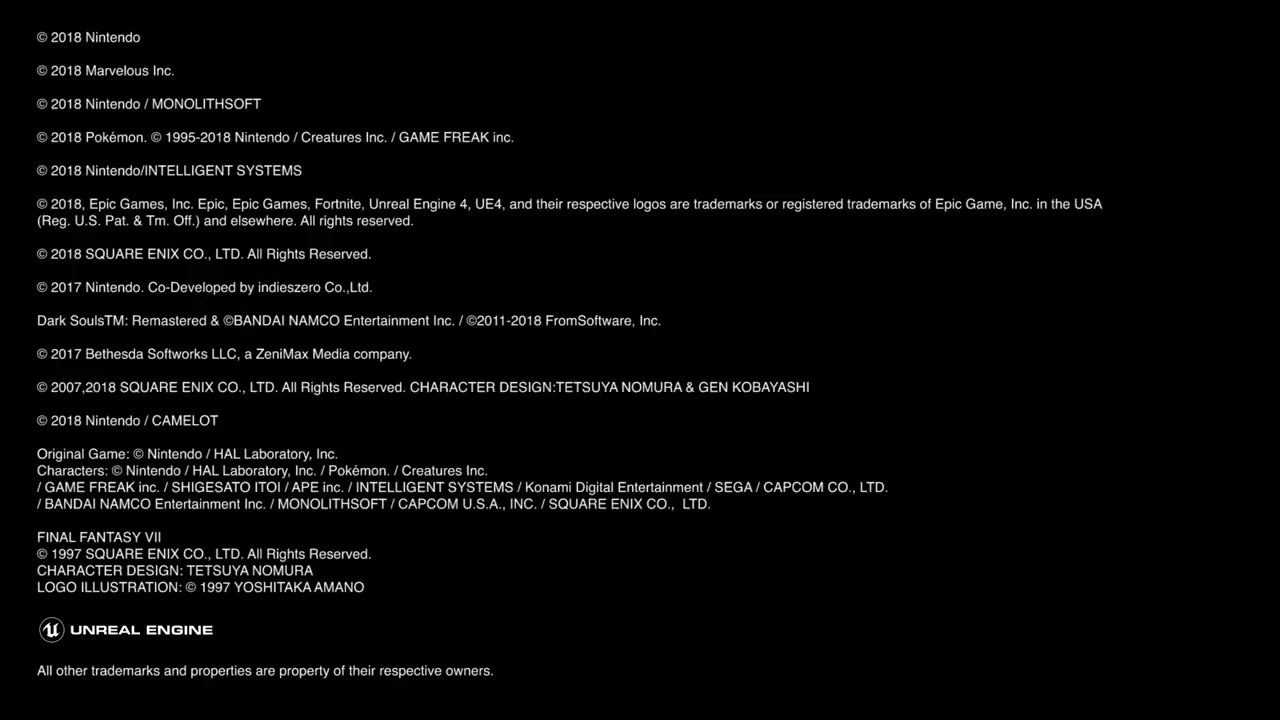 © 2018 Nintendo
© 2018 Marvelous Inc.
© 2018 Nintendo / MONOLITHSOFT
© 2018 Pokémon. © 1995-2018 Nintendo / Creatures Inc. / GAME FREAK inc.
© 2018 Nintendo/INTELLIGENT SYSTEMS
© 2018, Epic Games, Inc. Epic, Epic Games, Fortnite, Unreal Engine 4, UE4, and their respective logos are trademarks or registered trademarks of Epic Game, Inc. in the USA
(Reg. U.S. Pat. & Tm. Off.) and elsewhere. All rights reserved.
© 2018 SQUARE ENIX CO., LTD. All Rights Reserved.
© 2017 Nintendo. Co-Developed by indieszero Co.,Ltd.
Dark SoulsTM: Remastered & ©BANDAI NAMCO Entertainment Inc. / ©2011-2018 FromSoftware, Inc.
© 2017 Bethesda Softworks LLC, a ZeniMax Media company.
© 2007,2018 SQUARE ENIX CO., LTD. All Rights Reserved. CHARACTER DESIGN:TETSUYA NOMURA & GEN KOBAYASHI
© 2018 Nintendo / CAMELOT
Original Game: © Nintendo / HAL Laboratory, Inc.
Characters: © Nintendo / HAL Laboratory, Inc. / Pokémon. / Creatures Inc.
/ GAME FREAK inc. / SHIGESATO ITOI / APE inc. / INTELLIGENT SYSTEMS / Konami Digital Entertainment / SEGA / CAPCOM CO., LTD.
/ BANDAI NAMCO Entertainment Inc. / MONOLITHSOFT / CAPCOM U.S.A., INC. / SQUARE ENIX CO., LTD.
FINAL FANTASY VII
© 1997 SQUARE ENIX CO., LTD. All Rights Reserved.
CHARACTER DESIGN: TETSUYA NOMURA
LOGO ILLUSTRATION: © 1997 YOSHITAKA AMANO
UNREAL ENGINE
All other trademarks and properties are property of their respective owners.